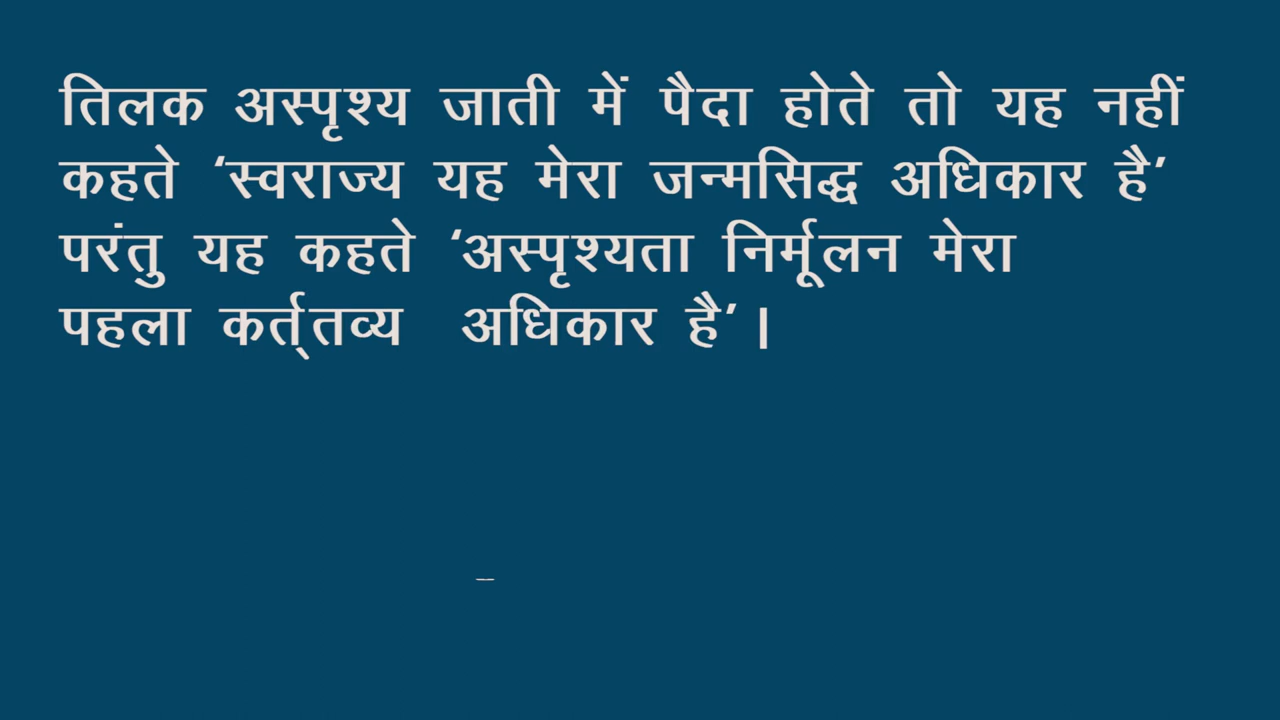 तिलक अस्पृश्य जाती में पैदा होते तो यह नहीं
कहते ‘स्वराज्य यह मेरा जन्मसिद्ध अधिकार है’
परंतु यह कहते ‘अस्पृश्यता निर्मूलन मेरा
पहला कर्त्‌तव्य अधिकार है’।